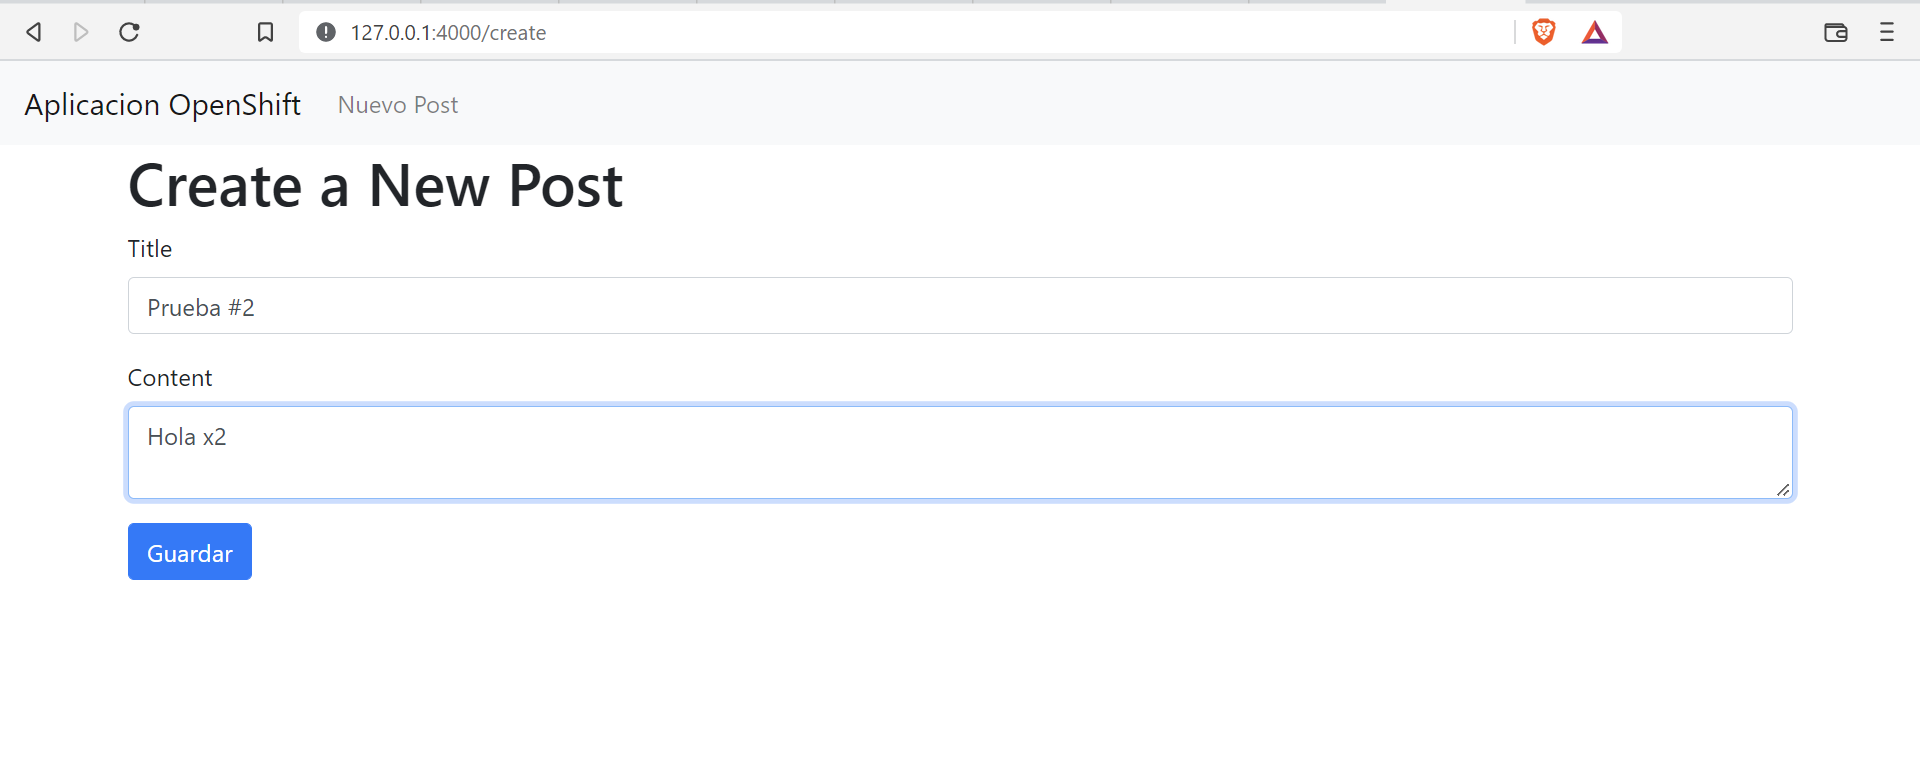 127.0.0.1:4000/create
Aplicacion OpenShift Nuevo Post
Create a New Post
Title
Prueba #2
Content
Hola x2
Guardar